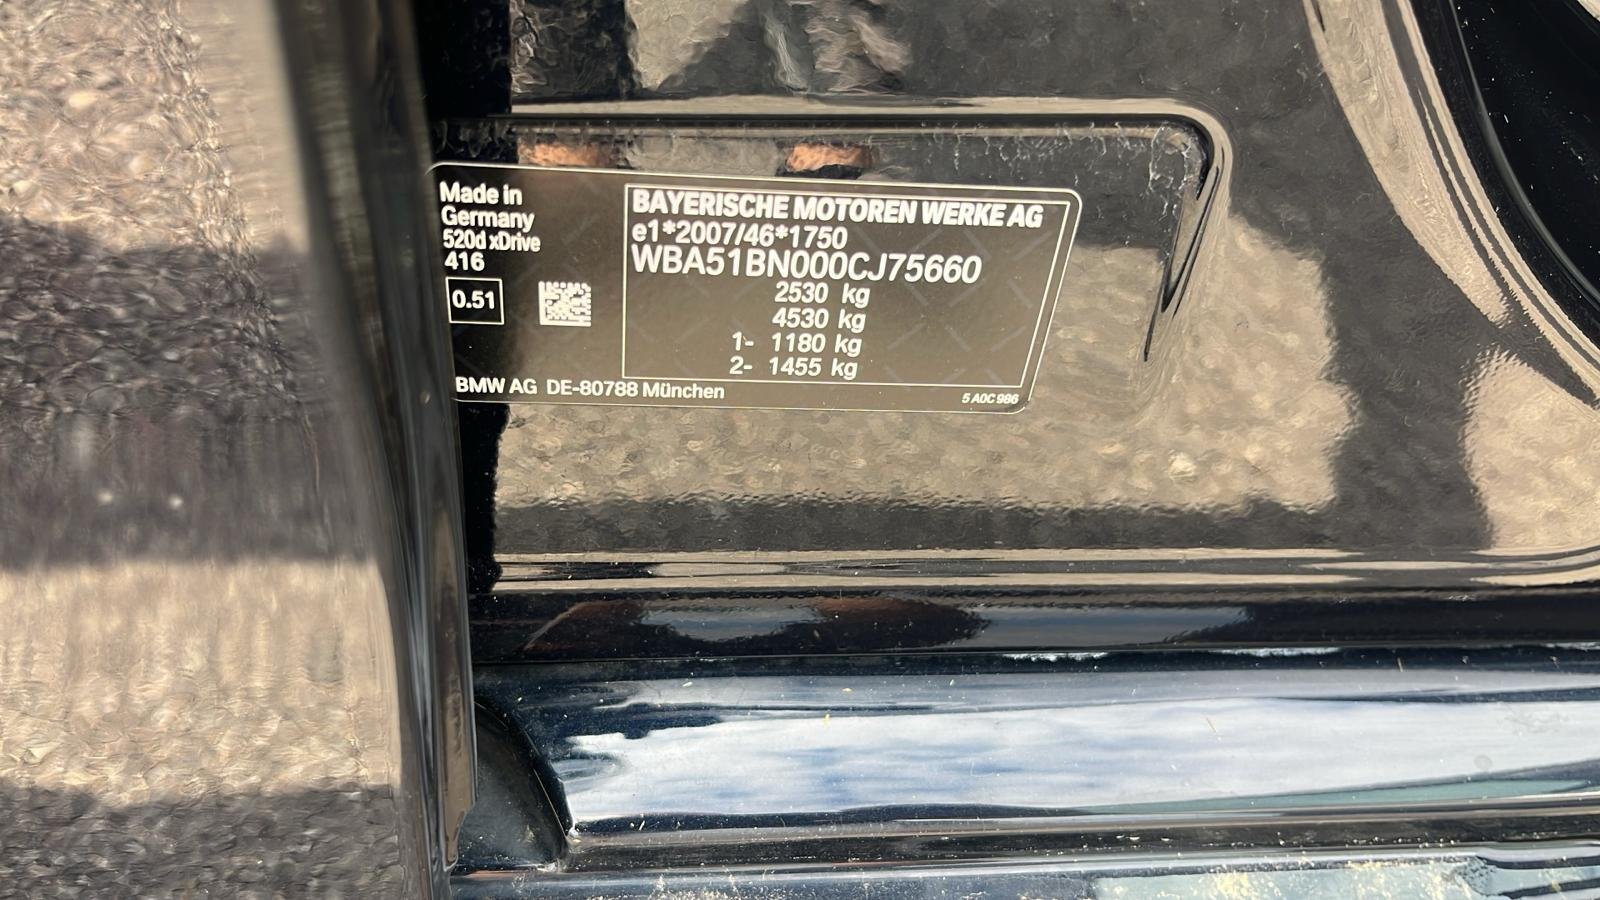 Made in
Germany
520d xDrive
416
0.51
BAYERISCHE MOTOREN WERKE AG
e1*2007/46*1750
WBA51BN000CJ75660
2530 kg
4530 kg
1- 1180 kg
2- 1455 kg
BMW AG DE-80788 München
5 A0C 986